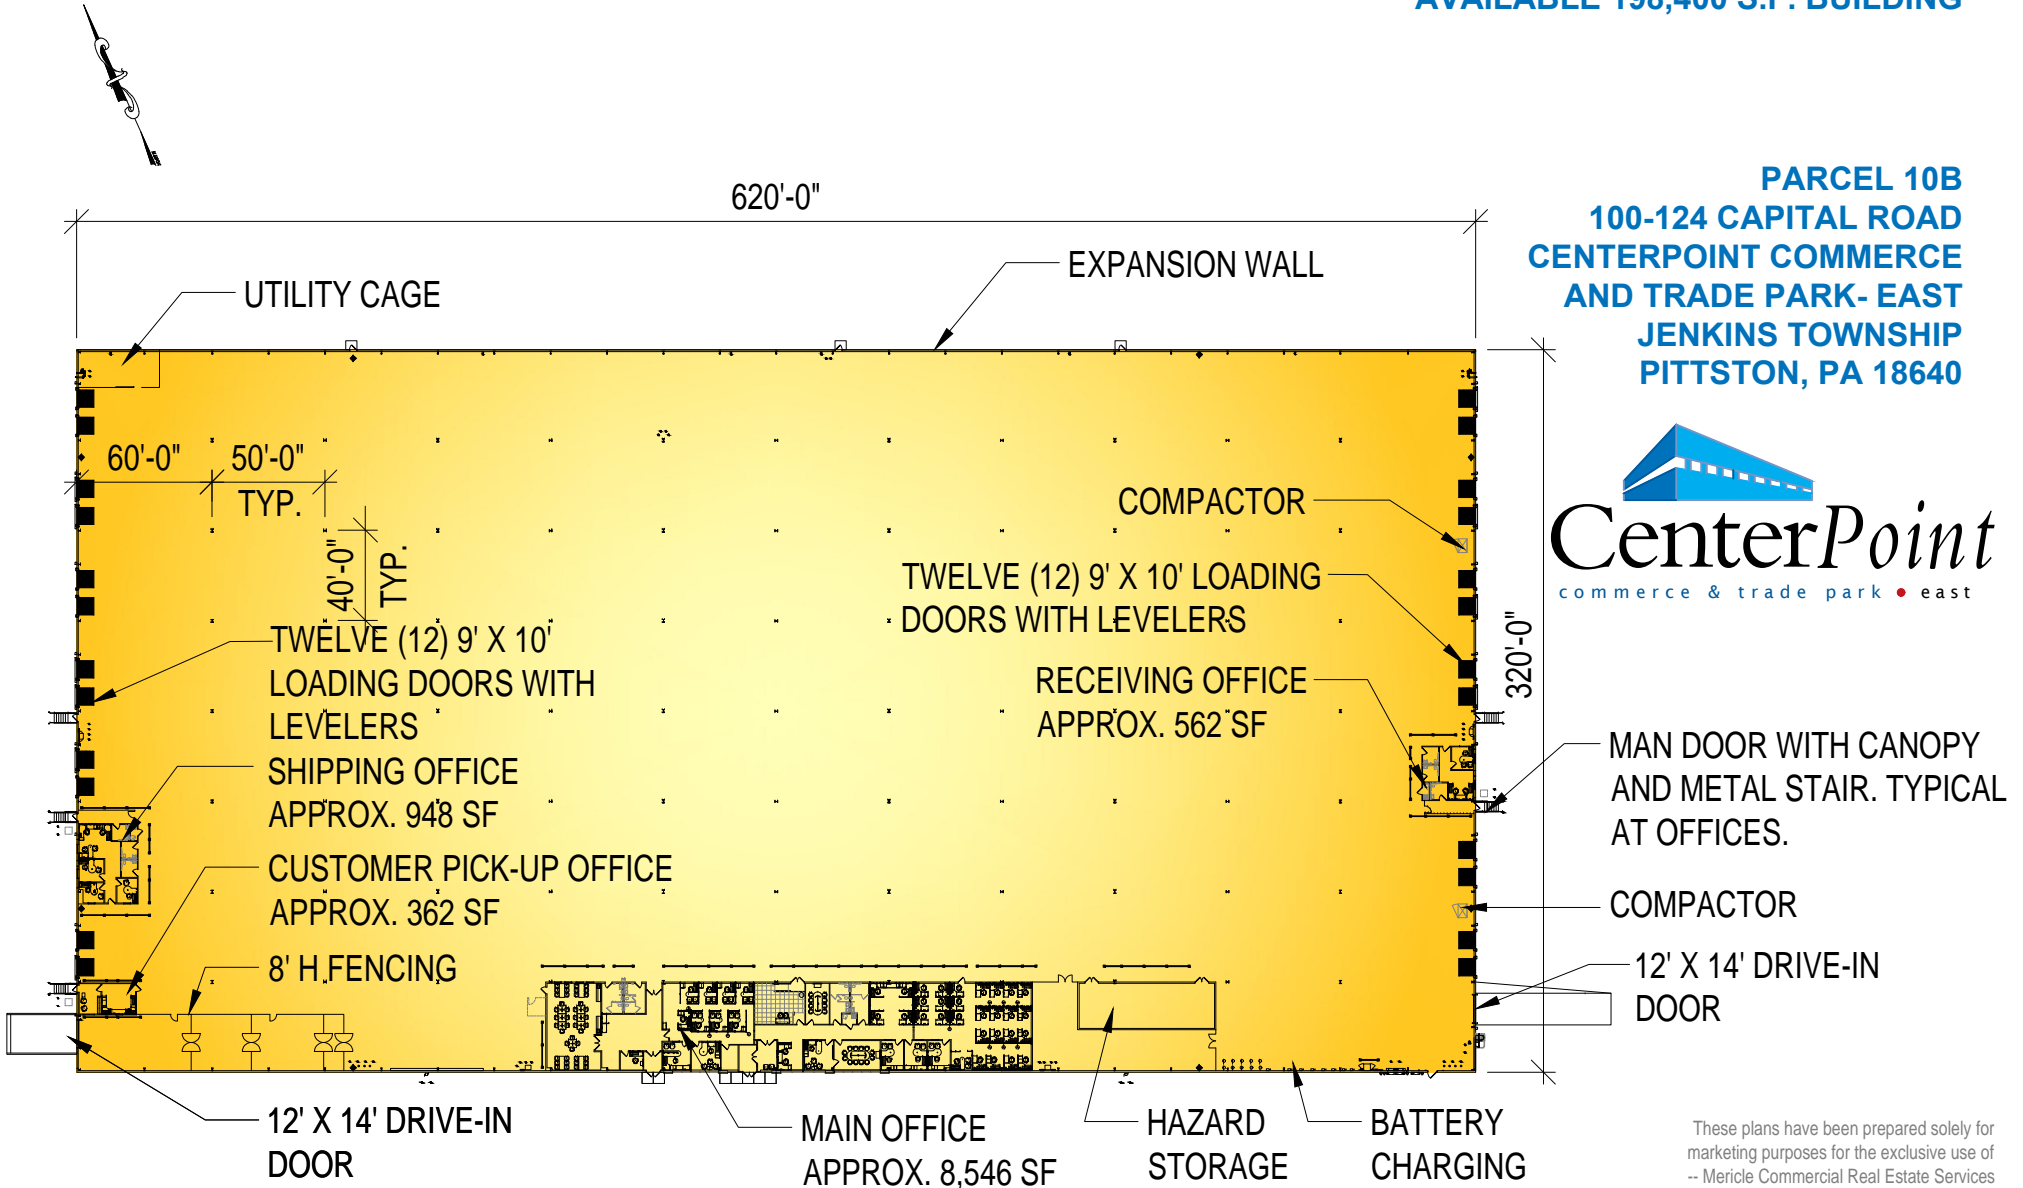 AVAILABLE 198,400 S.F. BUILDING
PARCEL 10B
100-124 CAPITAL ROAD
CENTERPOINT COMMERCE
AND TRADE PARK- EAST
JENKINS TOWNSHIP
PITTSTON, PA 18640
CenterPoint
commerce & trade park • east
620'-0"
EXPANSION WALL
UTILITY CAGE
60'-0"
50'-0"
TYP.
40'-0"
TYP.
COMPACTOR
TWELVE (12) 9' X 10' LOADING
DOORS WITH LEVELERS
320'-0"
TWELVE (12) 9' X 10'
LOADING DOORS WITH
LEVELERS
RECEIVING OFFICE
APPROX. 562 SF
SHIPPING OFFICE
APPROX. 948 SF
MAN DOOR WITH CANOPY
AND METAL STAIR. TYPICAL
AT OFFICES.
CUSTOMER PICK-UP OFFICE
APPROX. 362 SF
COMPACTOR
8' H FENCING
12' X 14' DRIVE-IN
DOOR
12' X 14' DRIVE-IN
DOOR
MAIN OFFICE
APPROX. 8,546 SF
HAZARD
STORAGE
BATTERY
CHARGING
These plans have been prepared solely for
marketing purposes for the exclusive use of
-- Mericle Commercial Real Estate Services